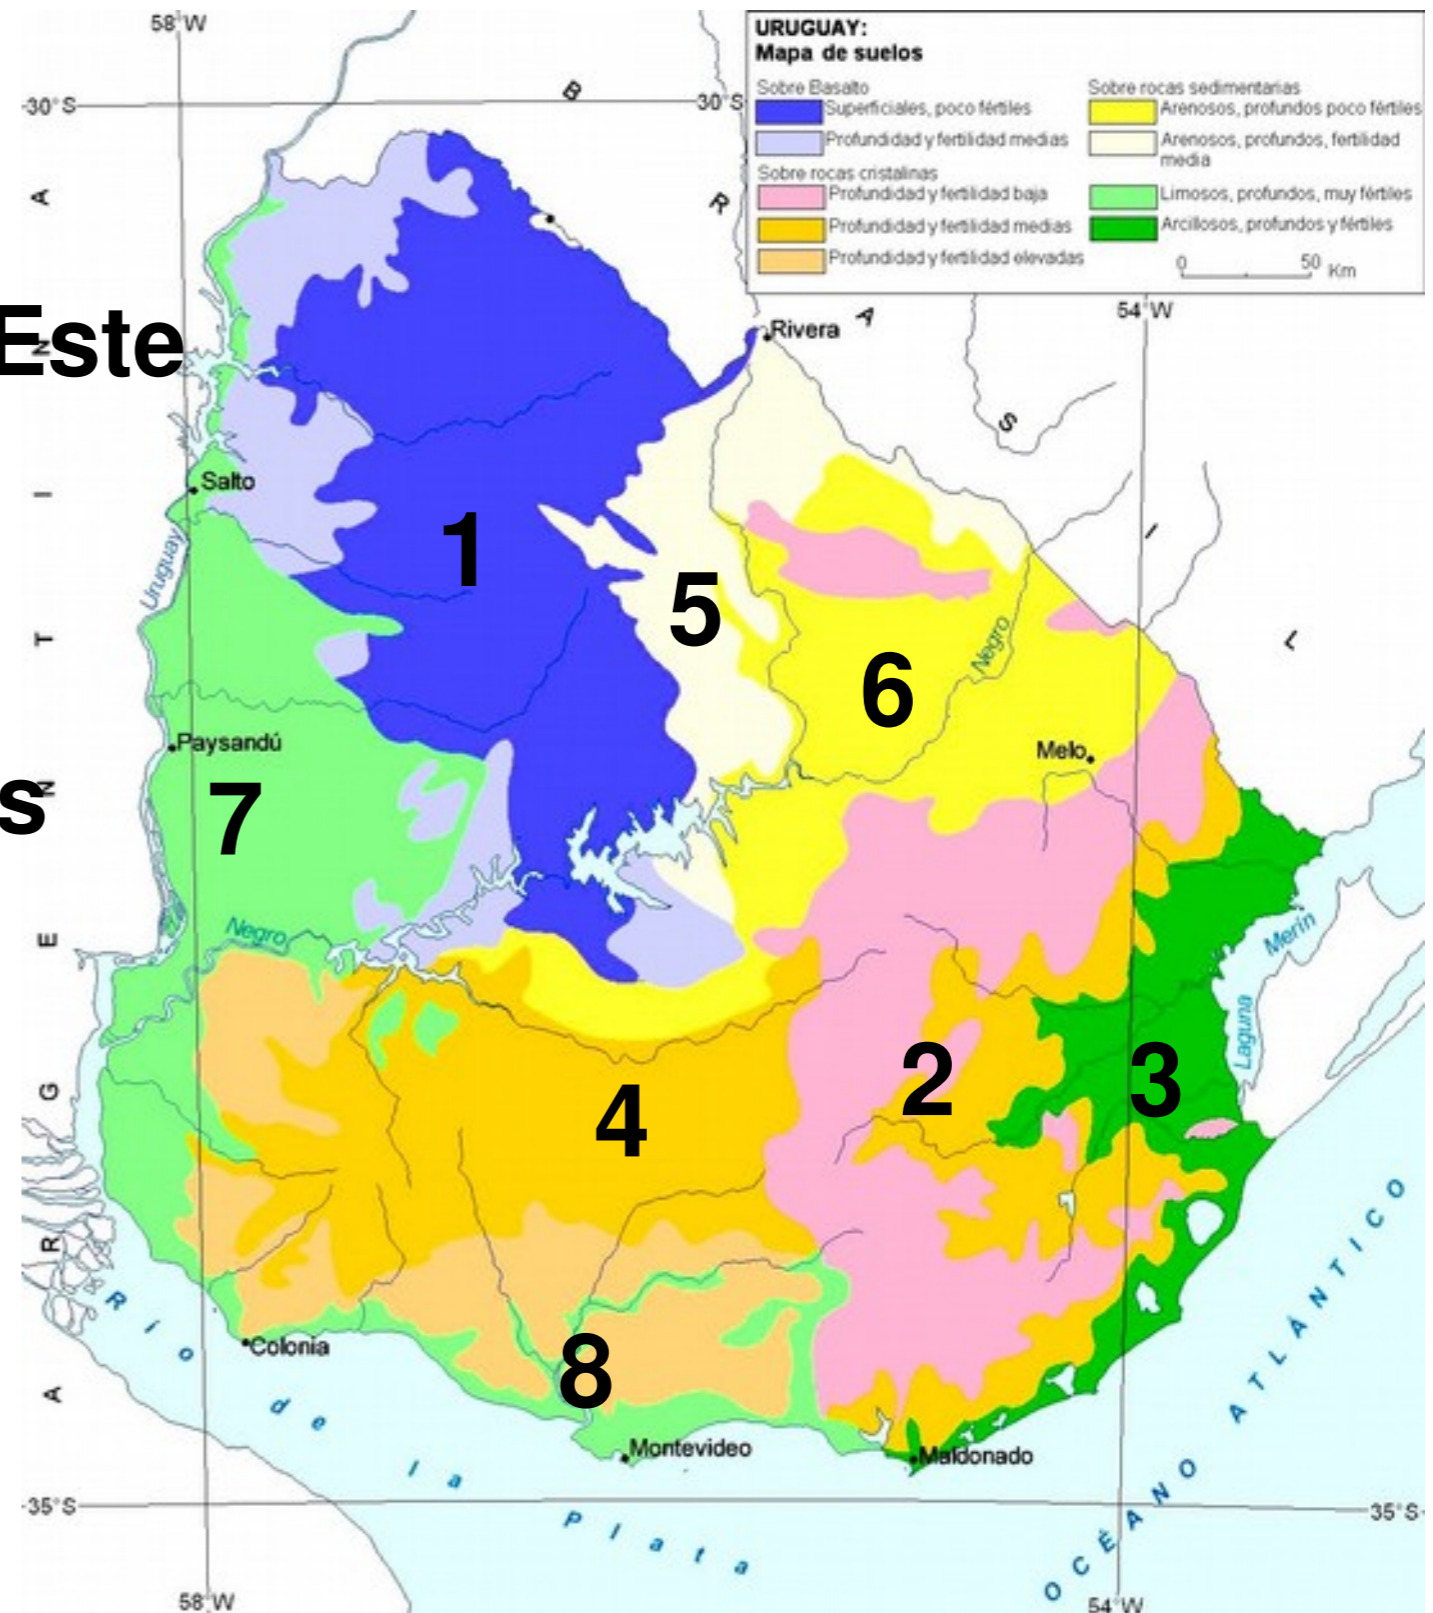 58°W
URUGUAY:
Mapa de suelos
Sobre Basalto
Superficiales, poco fértiles
Profundidad y fertilidad medias
Sobre rocas cristalinas
Profundidad y fertilidad baja
Profundidad y fertilidad medias
Profundidad y fertilidad elevadas
Sobre rocas sedimentarias
Arenosos, profundos poco fértiles
Arenosos, profundos, fertilidad
media
Limosos, profundos, muy fértiles
Arcillosos, profundos y fértiles
0 50 Km
30°S
30°S
54°W
B R A S I L
A R G E N T I N A
Este
s
Rivera
Salto
Uruguay
1
5
6
Negro
Melo
Paysandú
7
Negro
Merín
Laguna
2
3
4
8
Colonia
Montevideo
Maldonado
Río de la Plata
OCÉANO ATLÀNTICO
35°S
35°S
58°W
54°W